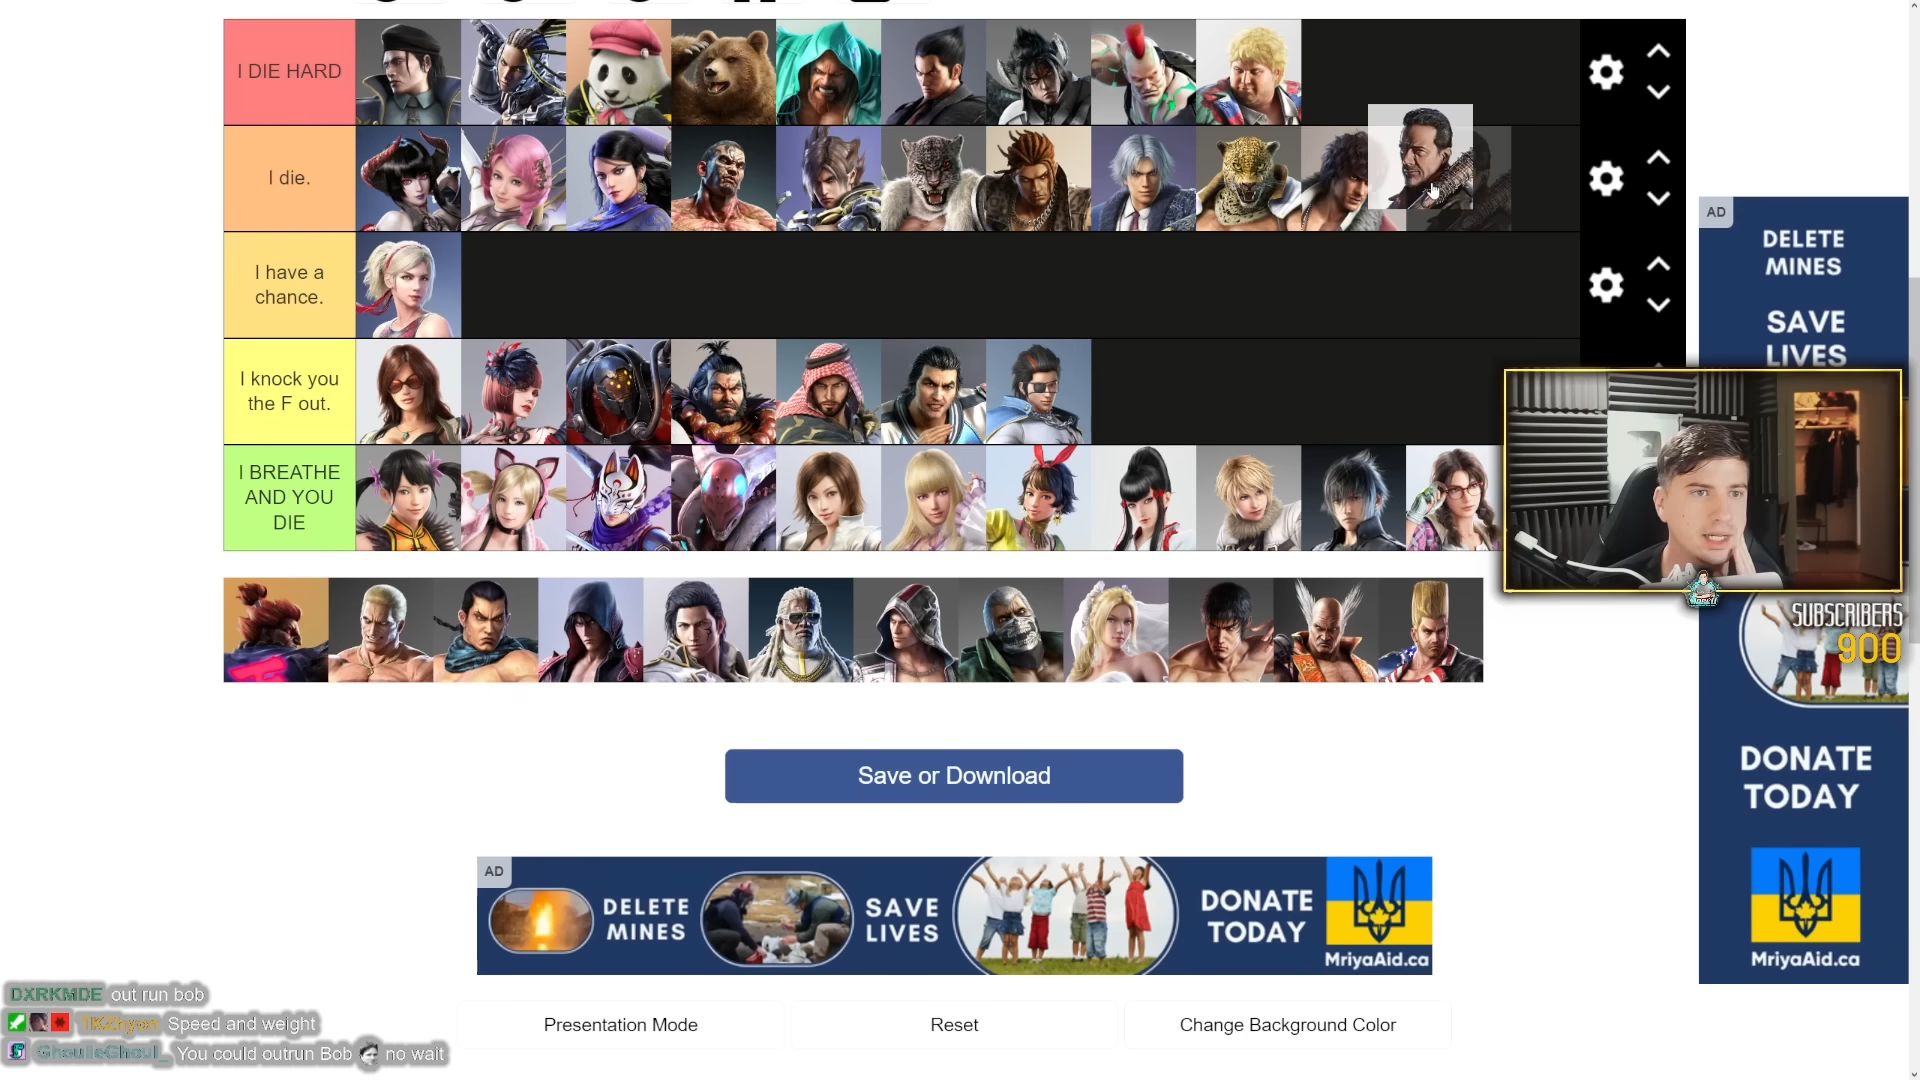 I DIE HARD
I die.
I have a
chance.
I knock you
the F out.
I BREATHE
AND YOU
DIE
AD
DELETE
MINES
SAVE
LIVES
SUBSCRIBERS
900
DONATE
TODAY
MriyaAid.ca
Save or Download
AD
DELETE
MINES
SAVE
LIVES
DONATE
TODAY
MriyaAid.ca
DXRKMDE out run bob
Speed and weight
GhoulieGhoul_ You could outrun Bob no wait
Presentation Mode
Reset
Change Background Color